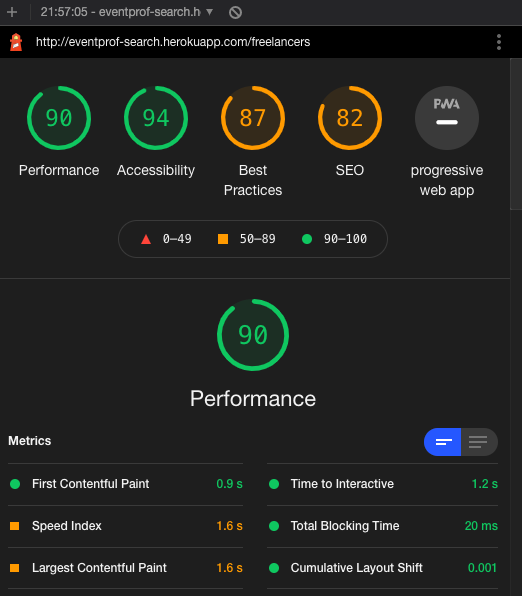 21:57:05 - eventprof-search.h
http://eventprof-search.herokuapp.com/freelancers
90 94 87 82 PWA
Performance Accessibility Best Practices SEO progressive web app
0–49 50–89 90–100
90
Performance
Metrics
First Contentful Paint 0.9 s
Time to Interactive 1.2 s
Speed Index 1.6 s
Total Blocking Time 20 ms
Largest Contentful Paint 1.6 s
Cumulative Layout Shift 0.001